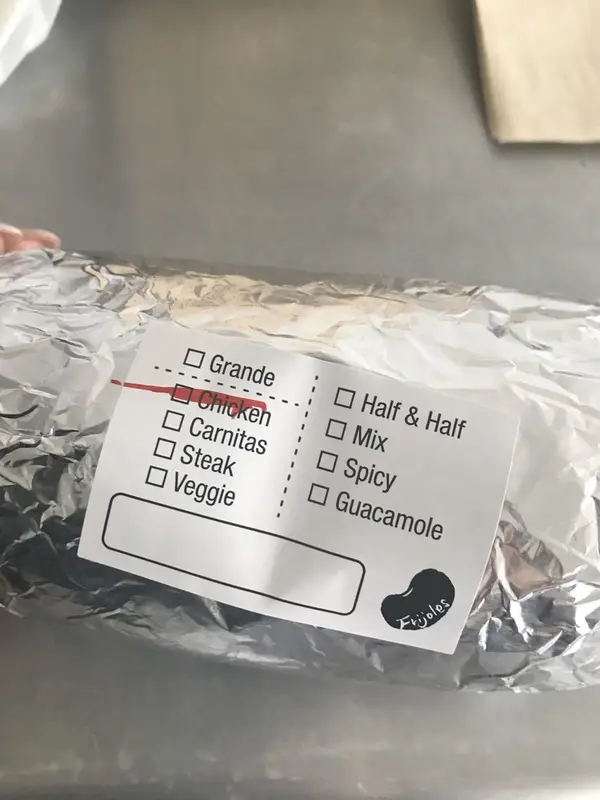 Grande
Chicken
Carnitas
Steak
Veggie
Half & Half
Mix
Spicy
Guacamole
Frijoles